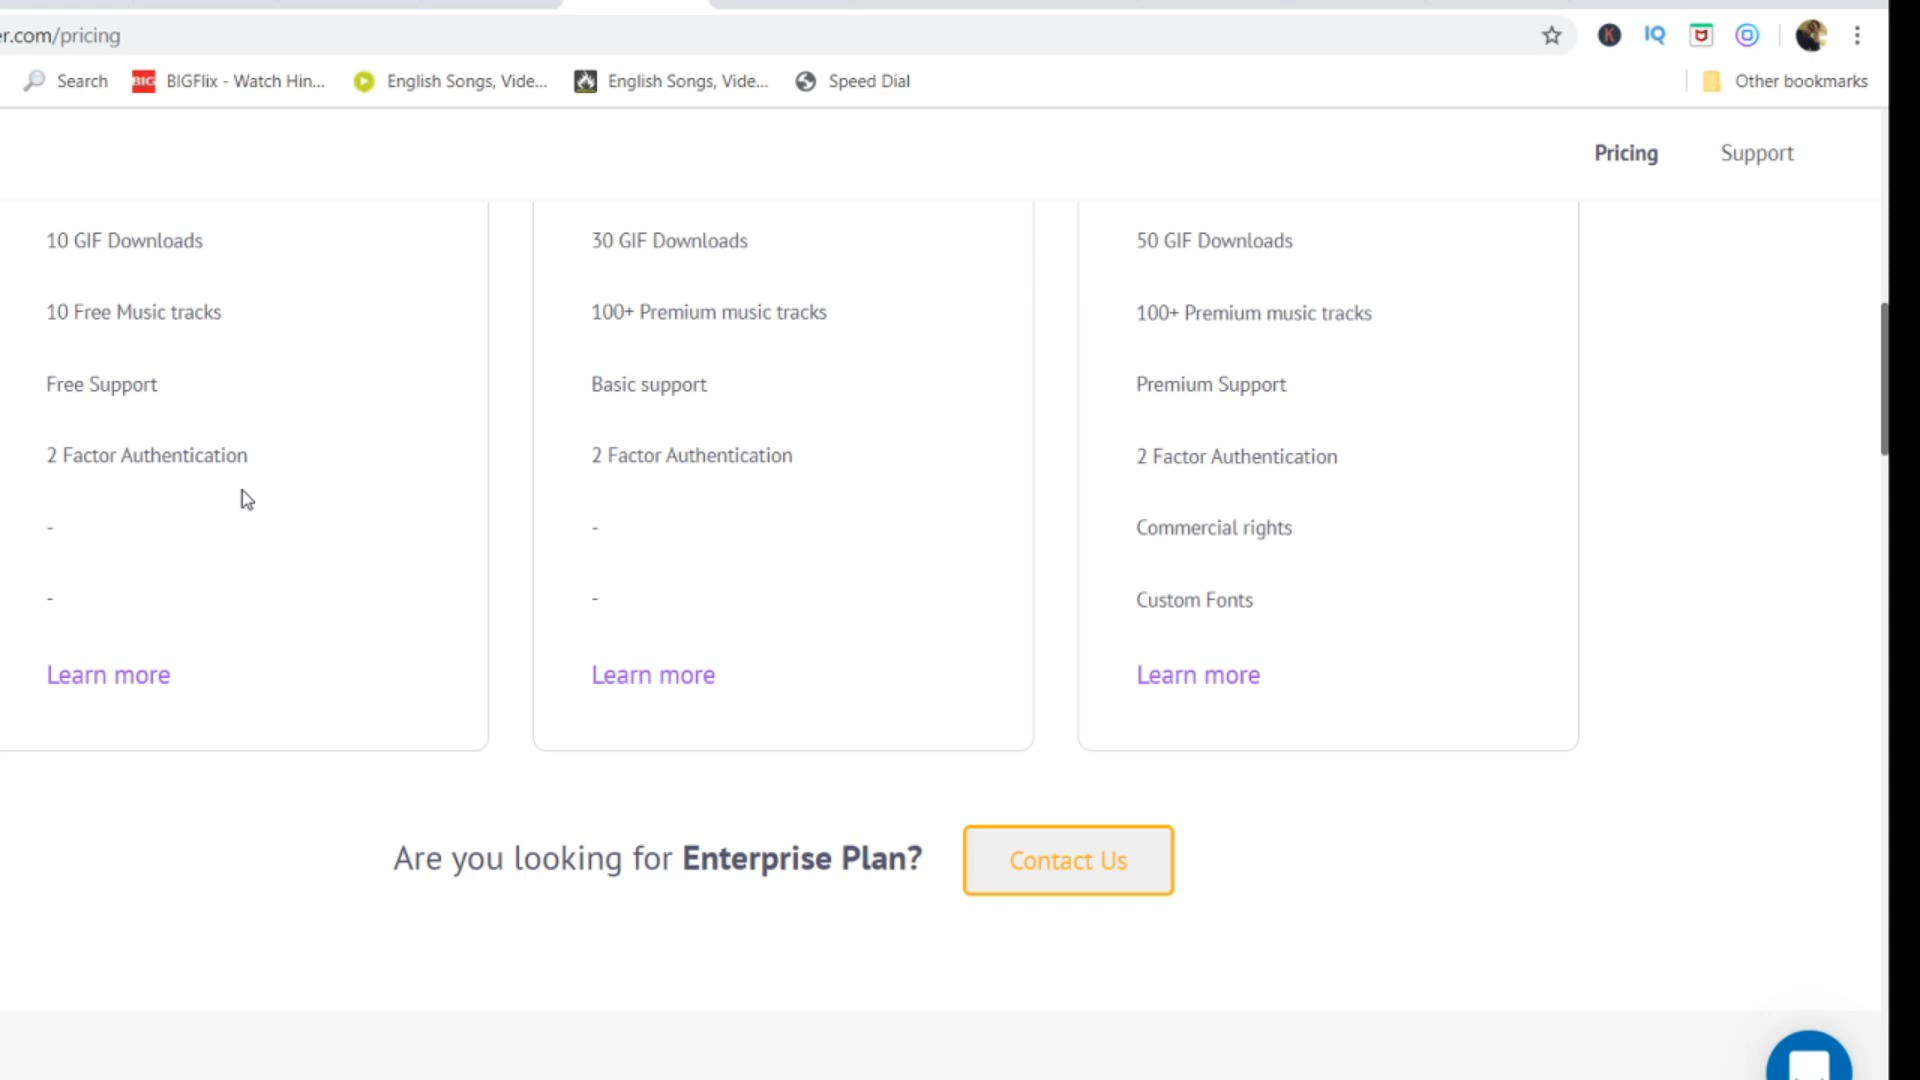 er.com/pricing
IQ
Search
BIG
BIGFlix - Watch Hin...
English Songs, Vide...
English Songs, Vide...
Speed Dial
Other bookmarks
Pricing
Support
10 GIF Downloads
10 Free Music tracks
Free Support
2 Factor Authentication
-
-
Learn more
30 GIF Downloads
100+ Premium music tracks
Basic support
2 Factor Authentication
-
-
Learn more
50 GIF Downloads
100+ Premium music tracks
Premium Support
2 Factor Authentication
Commercial rights
Custom Fonts
Learn more
Are you looking for Enterprise Plan?
Contact Us